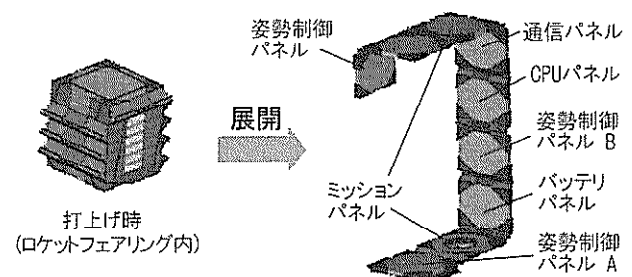 打上げ時
(ロケットフェアリング内)
展開
姿勢制御
パネル
通信パネル
CPUパネル
姿勢制御
パネル B
ミッション
パネル
バッテリ
パネル
姿勢制御
パネル A